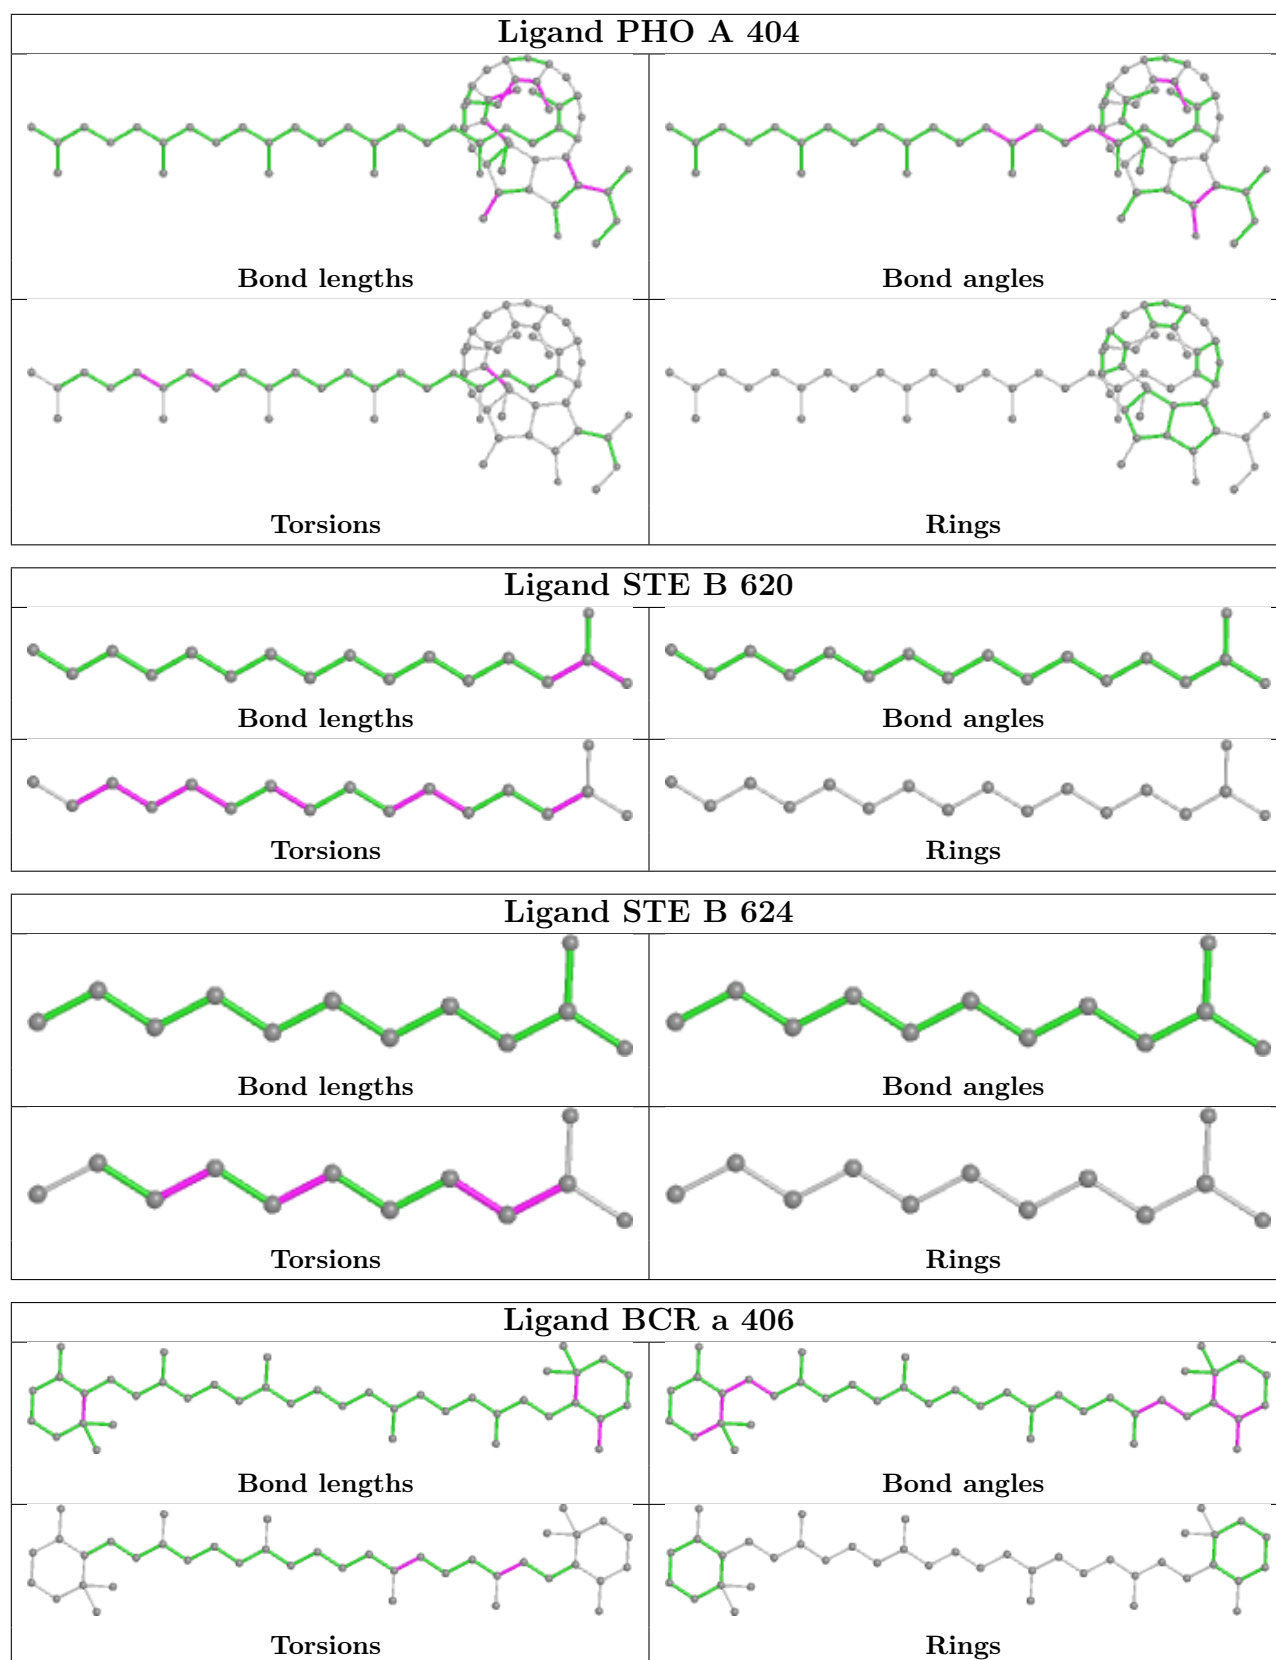 Ligand PHO A 404
Bond lengths
Bond angles
Torsions
Rings
Ligand STE B 620
Bond lengths
Bond angles
Torsions
Rings
Ligand STE B 624
Bond lengths
Bond angles
Torsions
Rings
Ligand BCR a 406
Bond lengths
Bond angles
Torsions
Rings